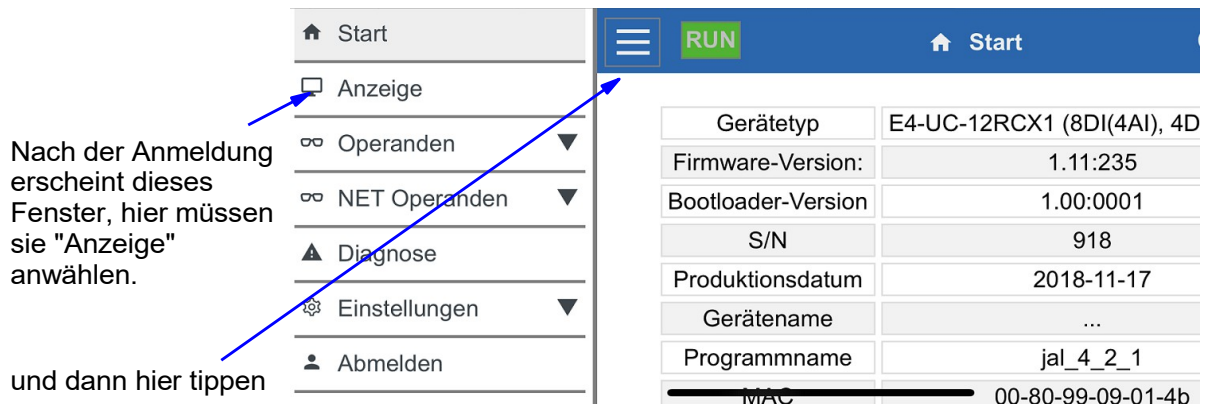 Nach der Anmeldung
erscheint dieses
Fenster, hier müssen
sie "Anzeige"
anwählen.
und dann hier tippen
Start
Anzeige
Operanden
NET Operanden
Diagnose
Einstellungen
Abmelden
RUN Start
Gerätetyp E4-UC-12RCX1 (8DI(4AI), 4D
Firmware-Version: 1.11:235
Bootloader-Version 1.00:0001
S/N 918
Produktionsdatum 2018-11-17
Gerätename ...
Programmname jal_4_2_1
MAC 00-80-99-09-01-4b